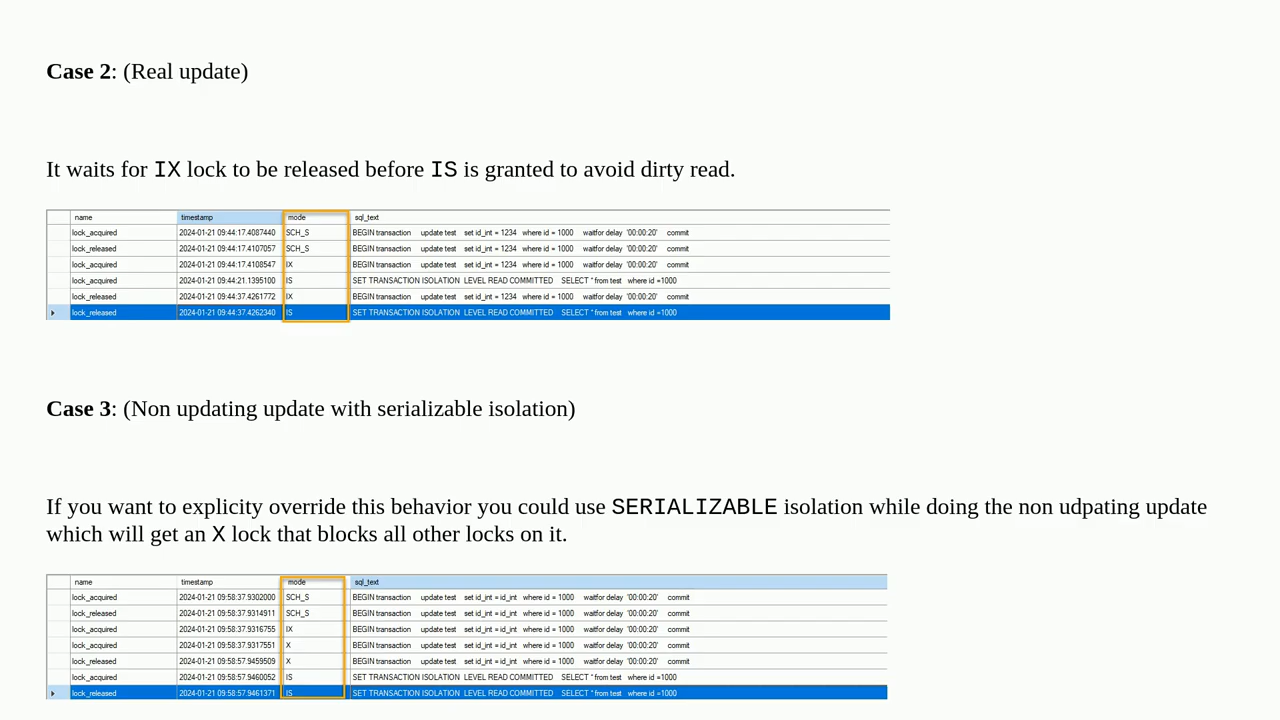 Case 2: (Real update)
It waits for IX lock to be released before IS is granted to avoid dirty read.
name timestamp mode sql_text
lock_acquired 2024-01-21 09:44:17.4087440 SCH_S BEGIN transaction update test set id_int = 1234 where id = 1000 waitfor delay '00:00:20' commit
lock_released 2024-01-21 09:44:17.4107057 SCH_S BEGIN transaction update test set id_int = 1234 where id = 1000 waitfor delay '00:00:20' commit
lock_acquired 2024-01-21 09:44:17.4108547 IX BEGIN transaction update test set id_int = 1234 where id = 1000 waitfor delay '00:00:20' commit
lock_acquired 2024-01-21 09:44:21.1395100 IS SET TRANSACTION ISOLATION LEVEL READ COMMITTED SELECT * from test where id =1000
lock_released 2024-01-21 09:44:37.4261772 IX BEGIN transaction update test set id_int = 1234 where id = 1000 waitfor delay '00:00:20' commit
lock_released 2024-01-21 09:44:37.4262340 IS SET TRANSACTION ISOLATION LEVEL READ COMMITTED SELECT * from test where id =1000
Case 3: (Non updating update with serializable isolation)
If you want to explicity override this behavior you could use SERIALIZABLE isolation while doing the non udpating update
which will get an X lock that blocks all other locks on it.
name timestamp mode sql_text
lock_acquired 2024-01-21 09:58:37.9302000 SCH_S BEGIN transaction update test set id_int = id_int where id = 1000 waitfor delay '00:00:20' commit
lock_released 2024-01-21 09:58:37.9314911 SCH_S BEGIN transaction update test set id_int = id_int where id = 1000 waitfor delay '00:00:20' commit
lock_acquired 2024-01-21 09:58:37.9316755 IX BEGIN transaction update test set id_int = id_int where id = 1000 waitfor delay '00:00:20' commit
lock_acquired 2024-01-21 09:58:37.9317551 X BEGIN transaction update test set id_int = id_int where id = 1000 waitfor delay '00:00:20' commit
lock_released 2024-01-21 09:58:57.9459509 X BEGIN transaction update test set id_int = id_int where id = 1000 waitfor delay '00:00:20' commit
lock_acquired 2024-01-21 09:58:57.9460052 IS SET TRANSACTION ISOLATION LEVEL READ COMMITTED SELECT * from test where id =1000
lock_released 2024-01-21 09:58:57.9461371 IS SET TRANSACTION ISOLATION LEVEL READ COMMITTED SELECT * from test where id =1000